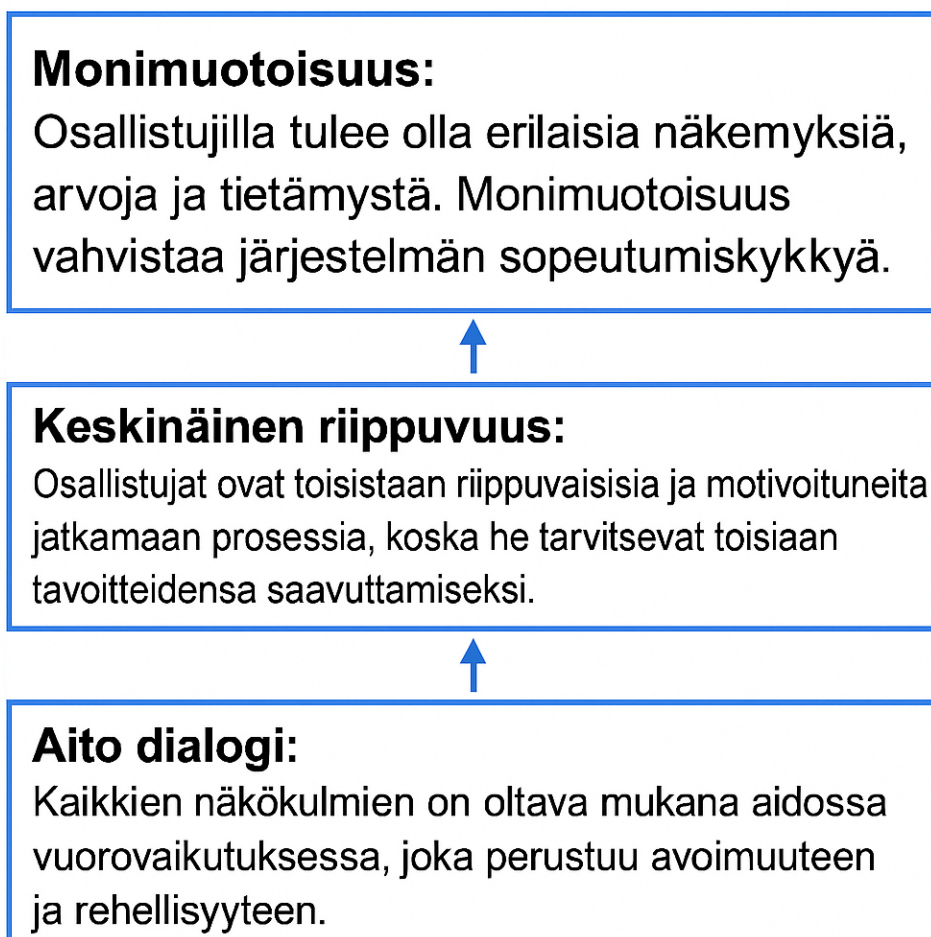 Monimuotoisuus:
Osallistujilla tulee olla erilaisia näkemyksiä,
arvoja ja tietämystä. Monimuotoisuus
vahvistaa järjestelmän sopeutumiskykkyä.
Keskinäinen riippuvuus:
Osallistujat ovat toisistaan riippuvaisisia ja motivoituneita
jatkamaan prosessia, koska he tarvitsevat toisiaan
tavoitteidensa saavuttamiseksi.
Aito dialogi:
Kaikkien näkökulmien on oltava mukana aidossa
vuorovaikutuksessa, joka perustuu avoimuuteen
ja rehellisyyteen.